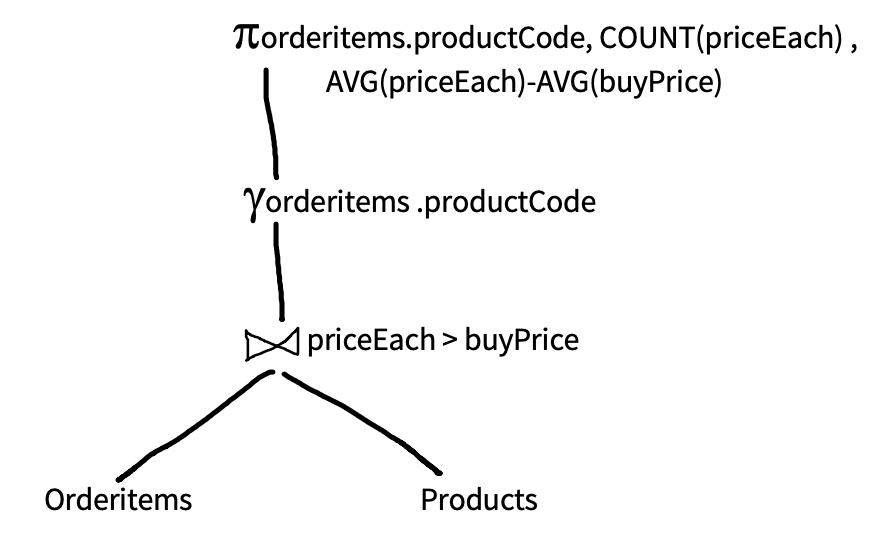 πorderitems.productCode, COUNT(priceEach) ,
AVG(priceEach)-AVG(buyPrice)
γorderitems .productCode
⋈ priceEach > buyPrice
Orderitems
Products